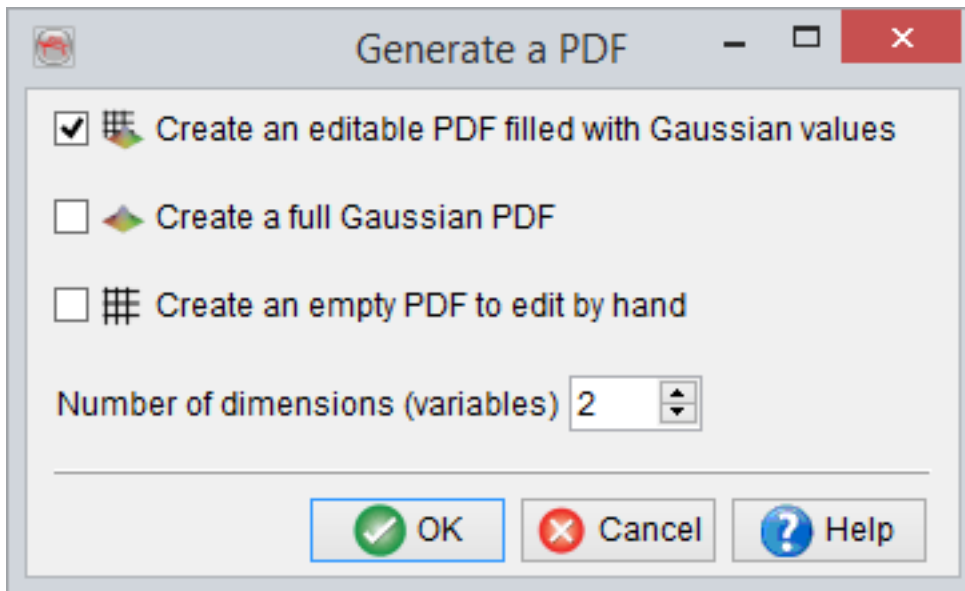 Generate a PDF
Create an editable PDF filled with Gaussian values
Create a full Gaussian PDF
Create an empty PDF to edit by hand
Number of dimensions (variables) 2
OK Cancel Help